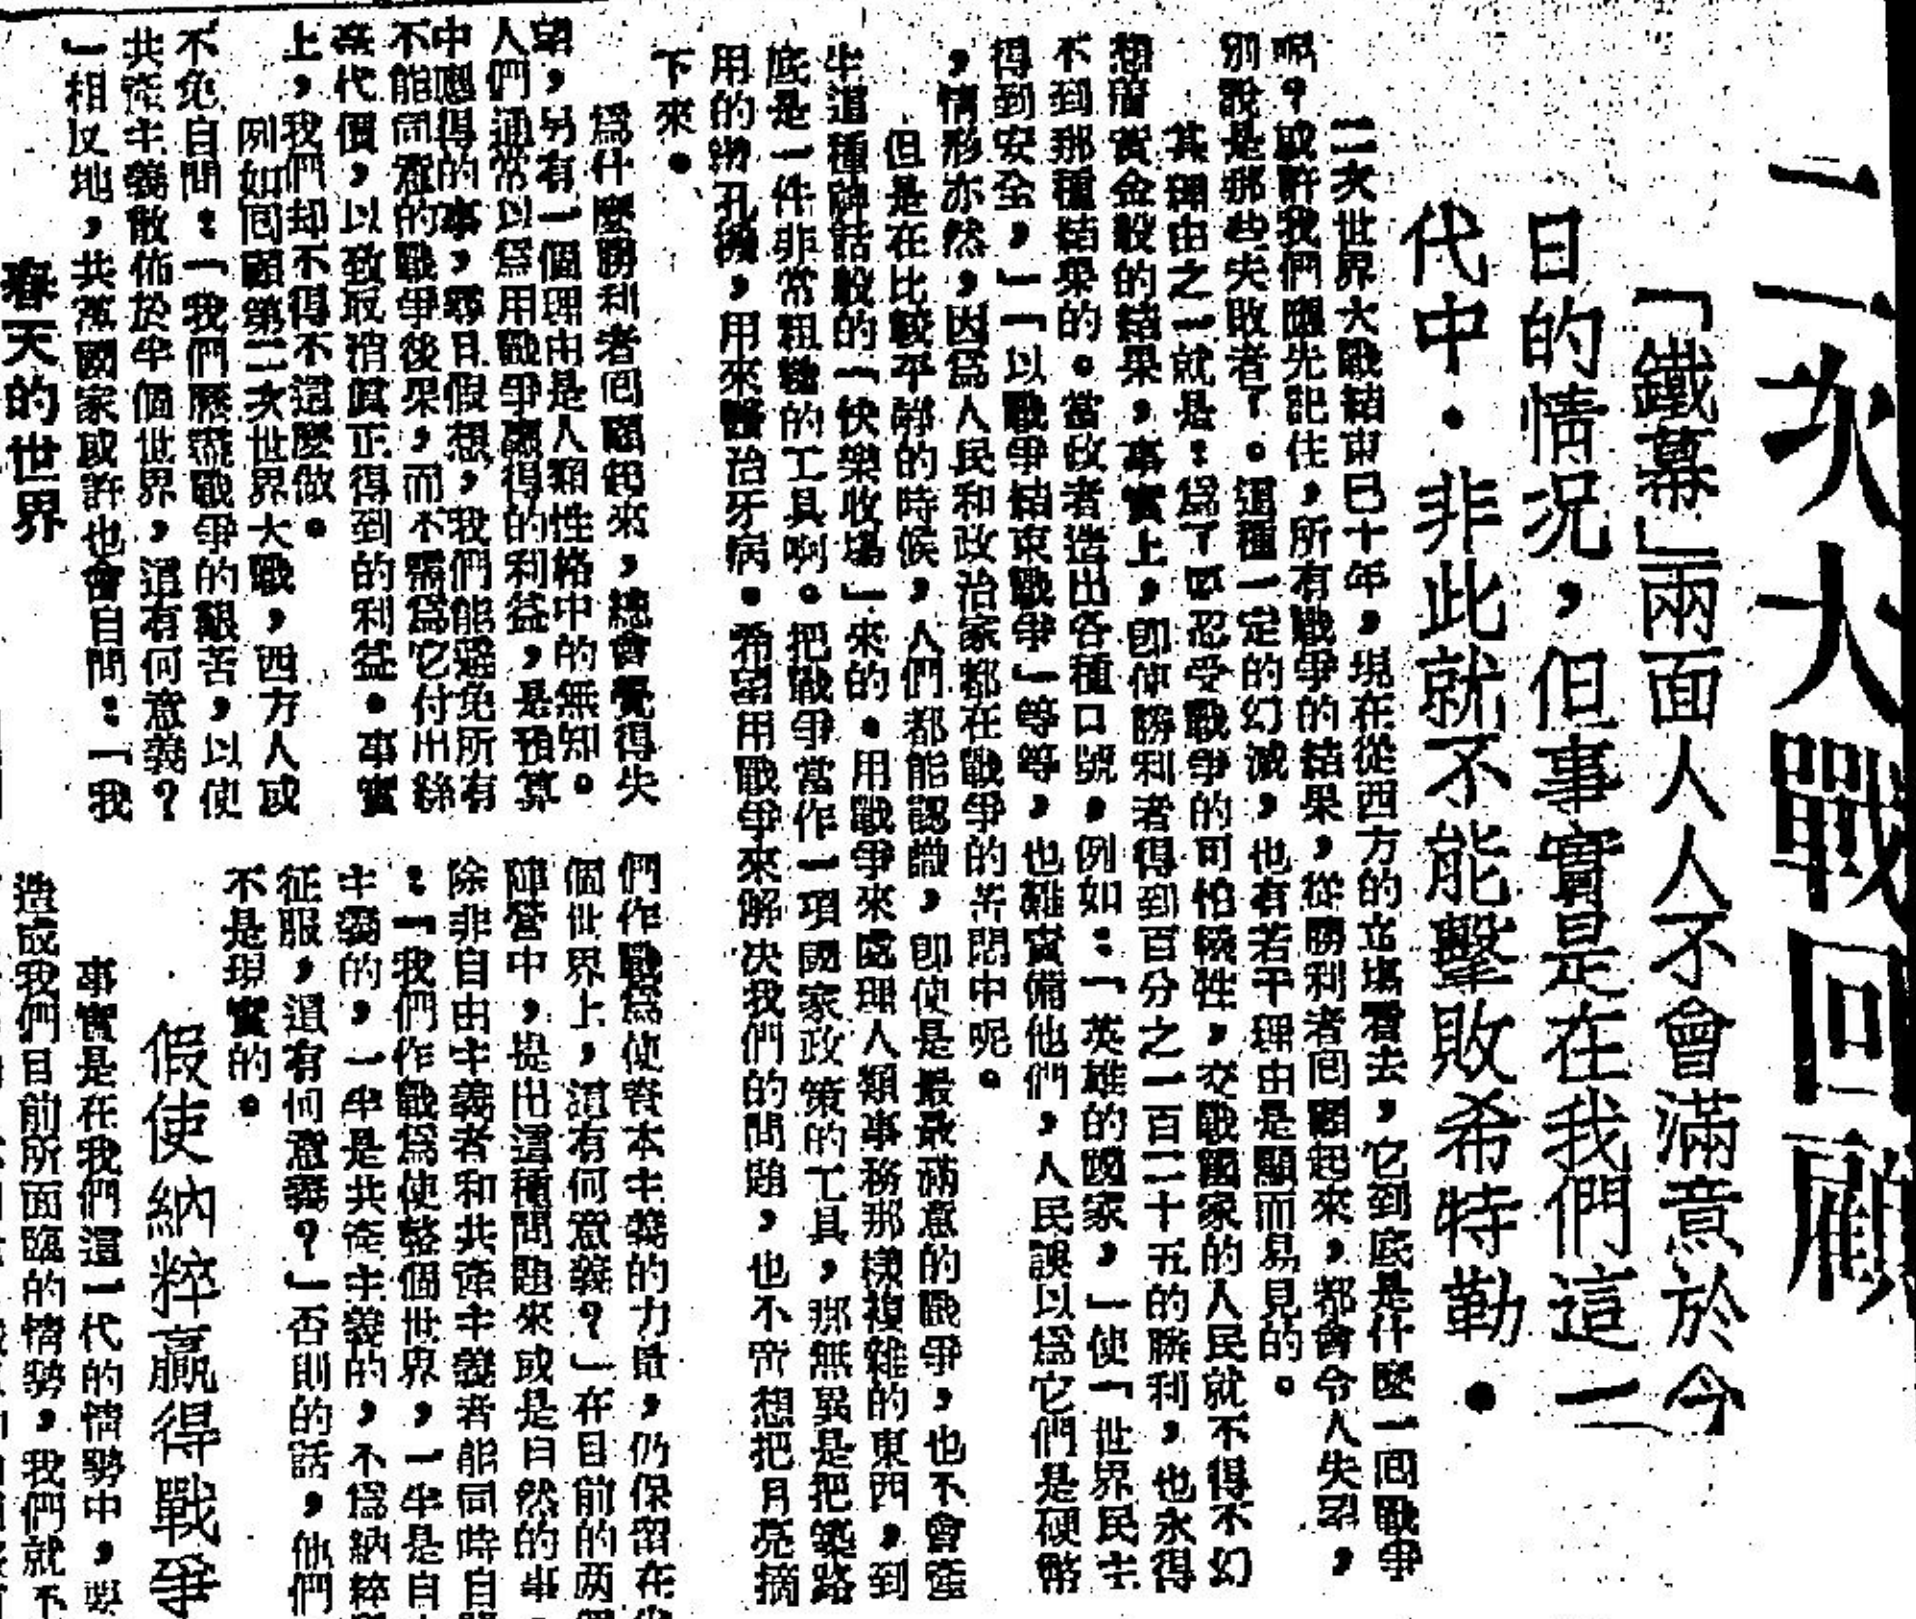 二次大戰回顧
「鐵幕」兩面人人不會滿意於今
日的情況，但事實是在我們這一
代中．非此就不能擊敗希特勒．
二次世界大戰結束已十年，現在從西方的立場看去，它到底是什麼一回戰爭
呢？或許我們應先記住，所有戰爭的結果，從勝利者回顧起來，都會令人失望，
別說是那些失敗者了。這種一定的幻滅，也有若干理由是顯而易見的。
其理由之一就是：為了要忍受戰爭的可怕犧牲，交戰國家的人民就不得不幻
想着黃金般的結果，事實上，卽使勝利者得到百分之一百二十五的勝利，也永得
不到那種結果的。當政者造出各種口號，例如：「英雄的國家，」使「世界民主
得到安全，」「以戰爭結束戰爭」等等，也難責備他們，人民誤以為它們是硬幣
，情形亦然，因為人民和政治家都在戰爭的苦悶中呢。
但是在比較平靜的時候，人們都能認識，卽使是最最滿意的戰爭，也不會產
生這種神話般的「快樂收場」來的．用戰爭來處理人類事務那樣複雜的東西，到
底是一件非常粗糙的工具啊。把戰爭當作一項國家政策的工具，那無異是把築路
用的鑽孔機，用來醫治牙病．希望用戰爭來解決我們的問題，也不啻想把月亮摘
下來．
為什麼勝利者回顧起來，總會覺得失
望，另有一個理由是人類性格中的無知。
人們通常以為用戰爭贏得的利益，是預算
中應得的事，尋且假想，我們能避免所有
不能同意的戰爭後果，而不需為它付出絲
毫代價，以致取消眞正得到的利益．事實
上，我們却不得不這麼做．
例如回顧第二次世界大戰，西方人或
不免自問：「我們歷盡戰爭的艱苦，以使
共產主義散佈於半個世界，這有何意義？
」相反地，共黨國家或許也會自問：「我
們作戰為使資本主義的力量，仍保留在半
個世界上，這有何意義？」在目前的两個
陣營中，提出這種問題來或是自然的事．
除非自由主義者和共產主義者能同時自
：「我們作戰為使整個世界，一半是自
主義的，一半是共產主義的，不為納粹所
征服，這有何意義？」否則的話，他們
不是現實的．
假使納粹贏得戰爭
事實是在我們這一代的情勢中，要
造成我們目前所面臨的情勢，我們就不
春天的世界